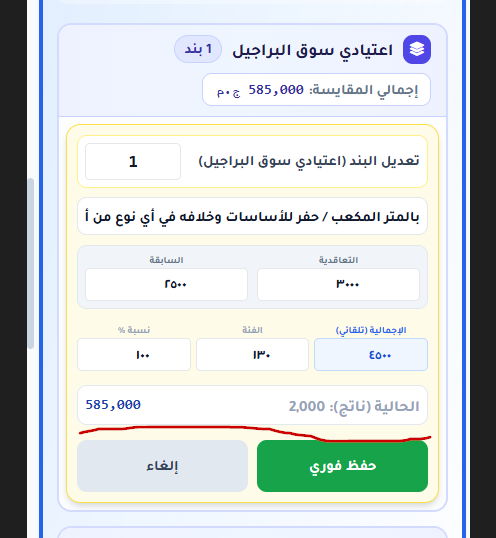 اعتيادي سوق البراجيل 1 بند
إجمالي المقايسة: 585,000 ج.م
تعديل البند (اعتيادي سوق البراجيل) 1
بالمتر المكعب / حفر للأساسات وخلافه في أي نوع من أ
التعاقدية السابقة
٣٠٠٠ ٢٥٠٠
الإجمالية (تلقائي) الفئة نسبة %
٤٥٠٠ ١٣٠ ١٠٠
الحالية (ناتج): 2,000 585,000
حفظ فوري إلغاء